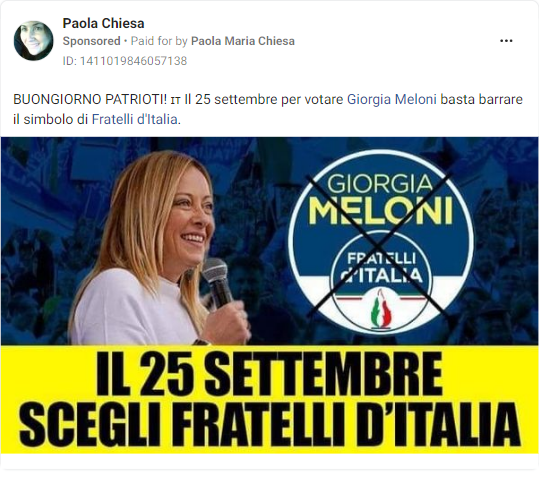 Paola Chiesa
Sponsored • Paid for by Paola Maria Chiesa
ID: 1411019846057138
BUONGIORNO PATRIOTI! ɪᴛ Il 25 settembre per votare Giorgia Meloni basta barrare
il simbolo di Fratelli d'Italia.
GIORGIA
MELONI
FRATELLI
d'ITALIA
IL 25 SETTEMBRE
SCEGLI FRATELLI D'ITALIA